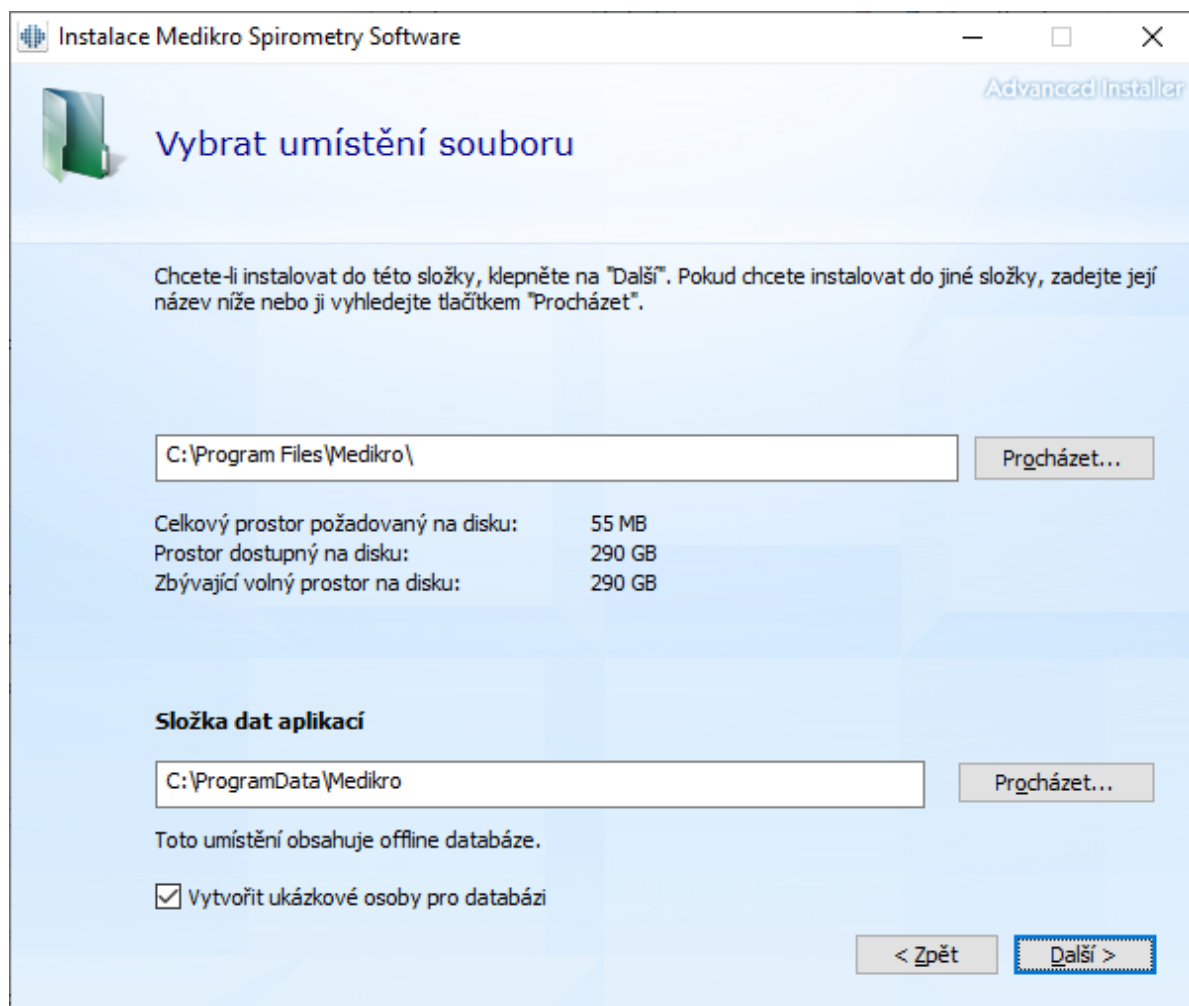 Instalace Medikro Spirometry Software
Advanced Installer
Vybrat umístění souboru
Chcete-li instalovat do této složky, klepněte na "Další". Pokud chcete instalovat do jiné složky, zadejte její
název níže nebo ji vyhledejte tlačítkem "Procházet".
C:\Program Files\Medikro\
Procházet...
Celkový prostor požadovaný na disku: 55 MB
Prostor dostupný na disku: 290 GB
Zbývající volný prostor na disku: 290 GB
Složka dat aplikací
C:\ProgramData\Medikro
Procházet...
Toto umístění obsahuje offline databáze.
Vytvořit ukázkové osoby pro databázi
< Zpět
Další >